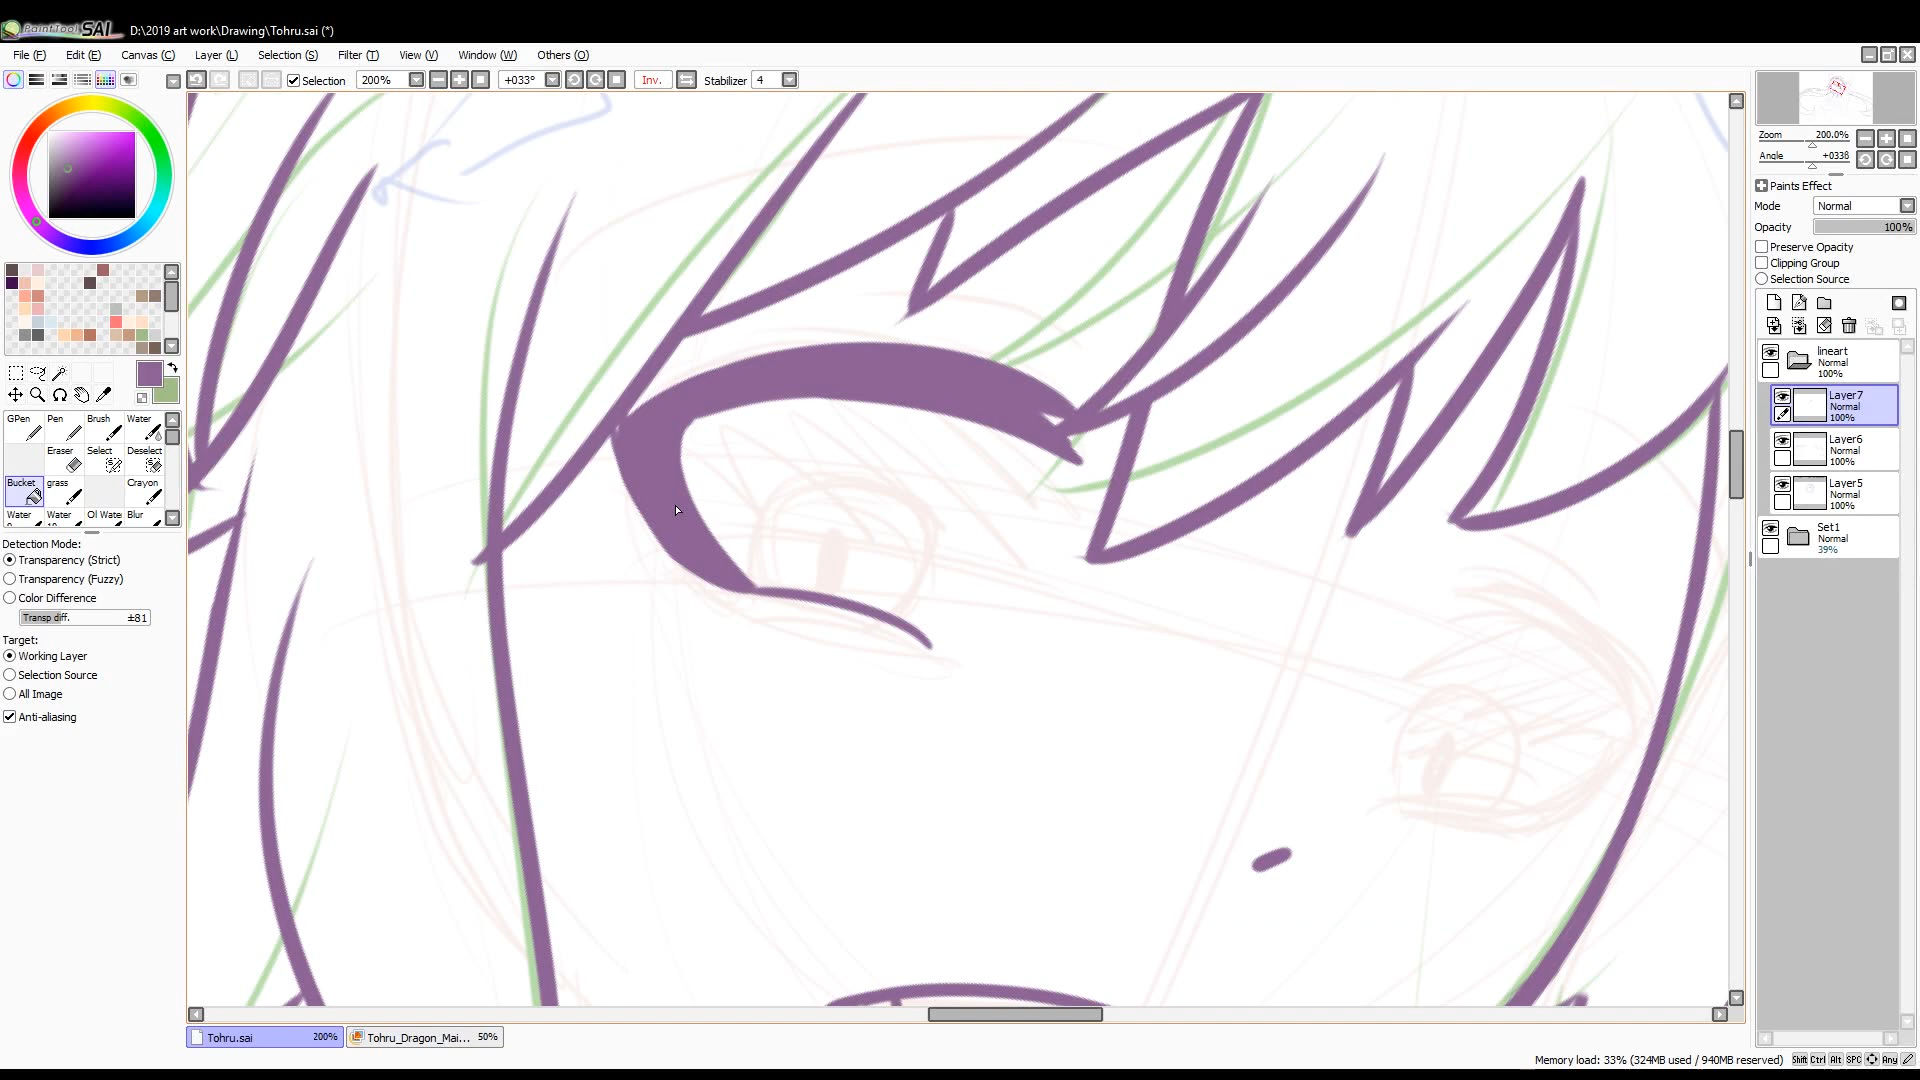 PaintTool SAI D:\2019 art work\Drawing\Tohru.sai (*)
File (F) Edit (E) Canvas (C) Layer (L) Selection (S) Filter (T) View (V) Window (W) Others (O)
Selection 200% +033° Inv. Stabilizer 4
Zoom 200.0%
Angle +033ß
Paints Effect
Mode Normal
Opacity 100%
Preserve Opacity
Clipping Group
Selection Source
lineart
Normal
100%
Layer7
Normal
100%
Layer6
Normal
100%
Layer5
Normal
100%
Set1
Normal
39%
GPen Pen Brush Water
Eraser Select Deselect
Bucket grass Crayon
Water Water Ol Water Blur
Detection Mode:
Transparency (Strict)
Transparency (Fuzzy)
Color Difference
Transp diff. ±81
Target:
Working Layer
Selection Source
All Image
Anti-aliasing
Tohru.sai 200% Tohru_Dragon_Mai... 50%
Memory load: 33% (324MB used / 940MB reserved) Shift Ctrl Alt SPC Any